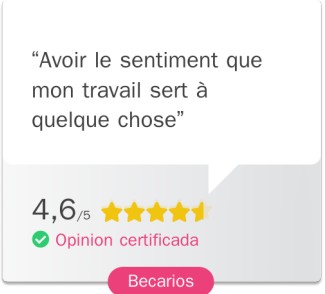 “Avoir le sentiment que
mon travail sert à
quelque chose”
4,6/5
Opinion certificada
Becarios